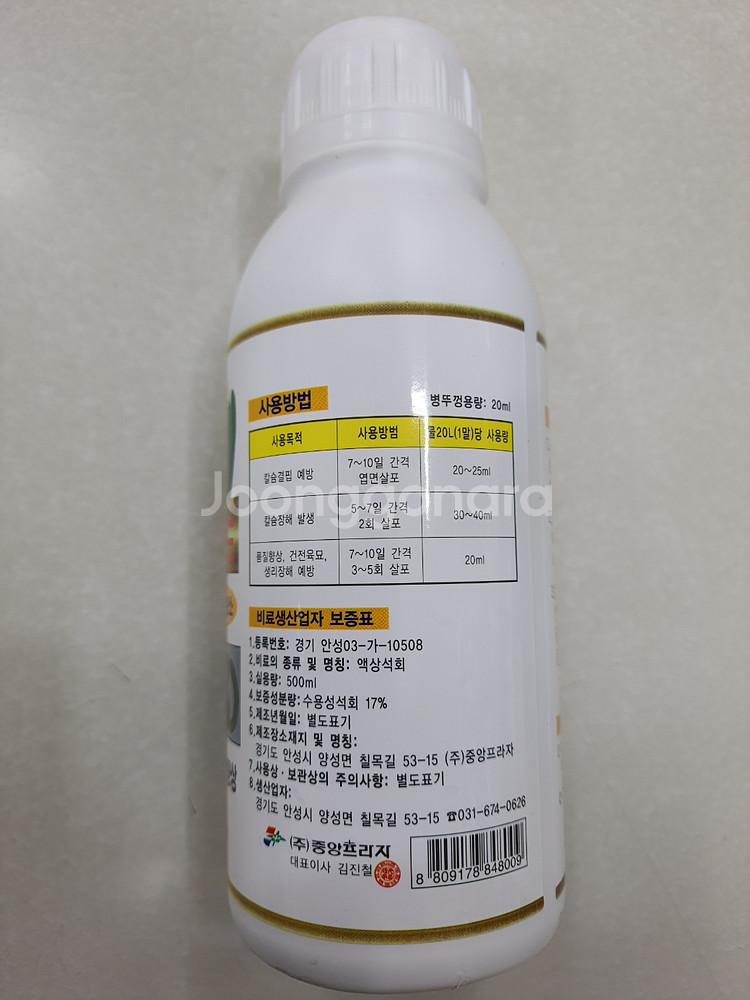 사용방법
병뚜껑용량: 20ml
사용목적 사용방범 물20L(1말)당 사용량
칼슘결핍 예방 7~10일 간격 엽면살포 20~25ml
칼슘장해 발생 5~7일 간격 2회 살포 30~40ml
품질향상, 건전육묘, 생리장해 예방 7~10일 간격 3~5회 살포 20ml
Joonggonara
비료생산업자 보증표
1.등록번호: 경기 안성03-가-10508
2.비료의 종류 및 명칭: 액상석회
3.실용량: 500ml
4.보증성분량: 수용성석회 17%
5.제조년월일: 별도표기
6.제조장소재지 및 명칭:
경기도 안성시 양성면 칠목길 53-15 (주)중앙프라자
7.사용상·보관상의 주의사항: 별도표기
8.생산업자:
경기도 안성시 양성면 칠목길 53-15 ☎031-674-0626
(주)중앙프라자
대표이사 김진철
8 809178 848009